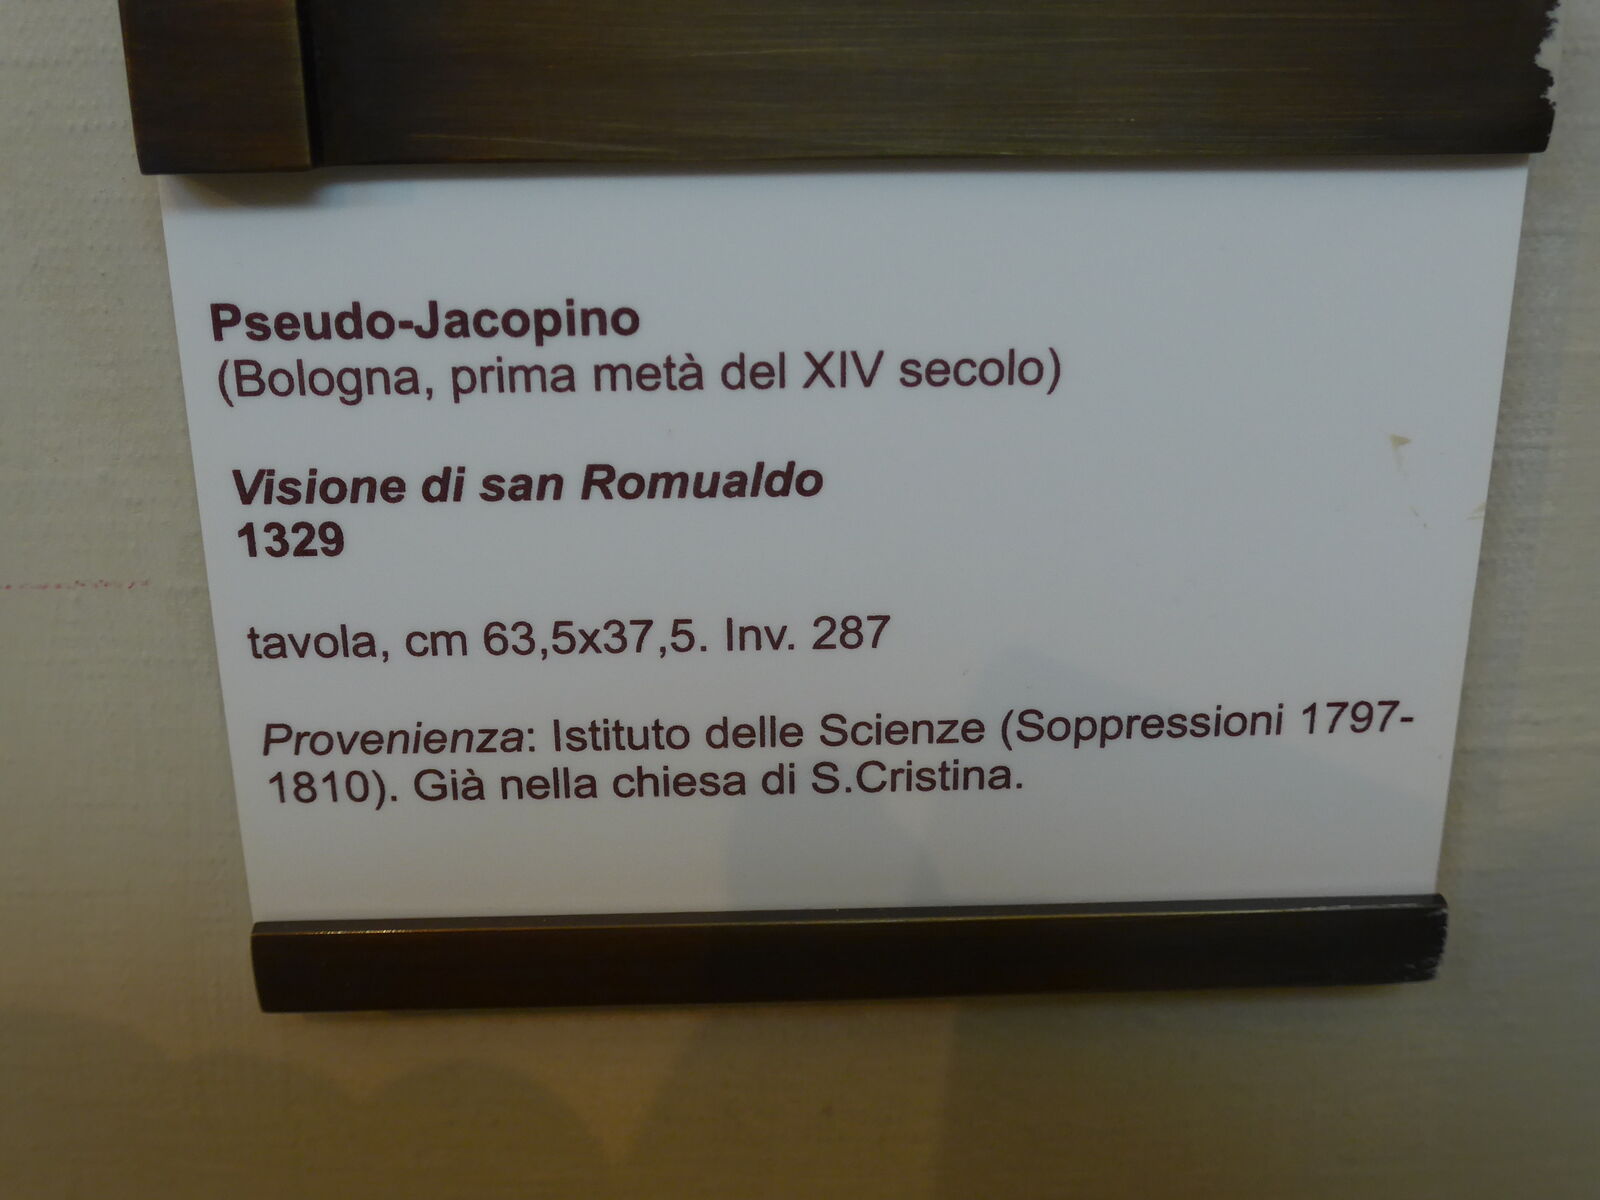 Pseudo-Jacopino
(Bologna, prima metà del XIV secolo)
Visione di san Romualdo
1329
tavola, cm 63,5x37,5. Inv. 287
Provenienza: Istituto delle Scienze (Soppressioni 1797-
1810). Già nella chiesa di S.Cristina.